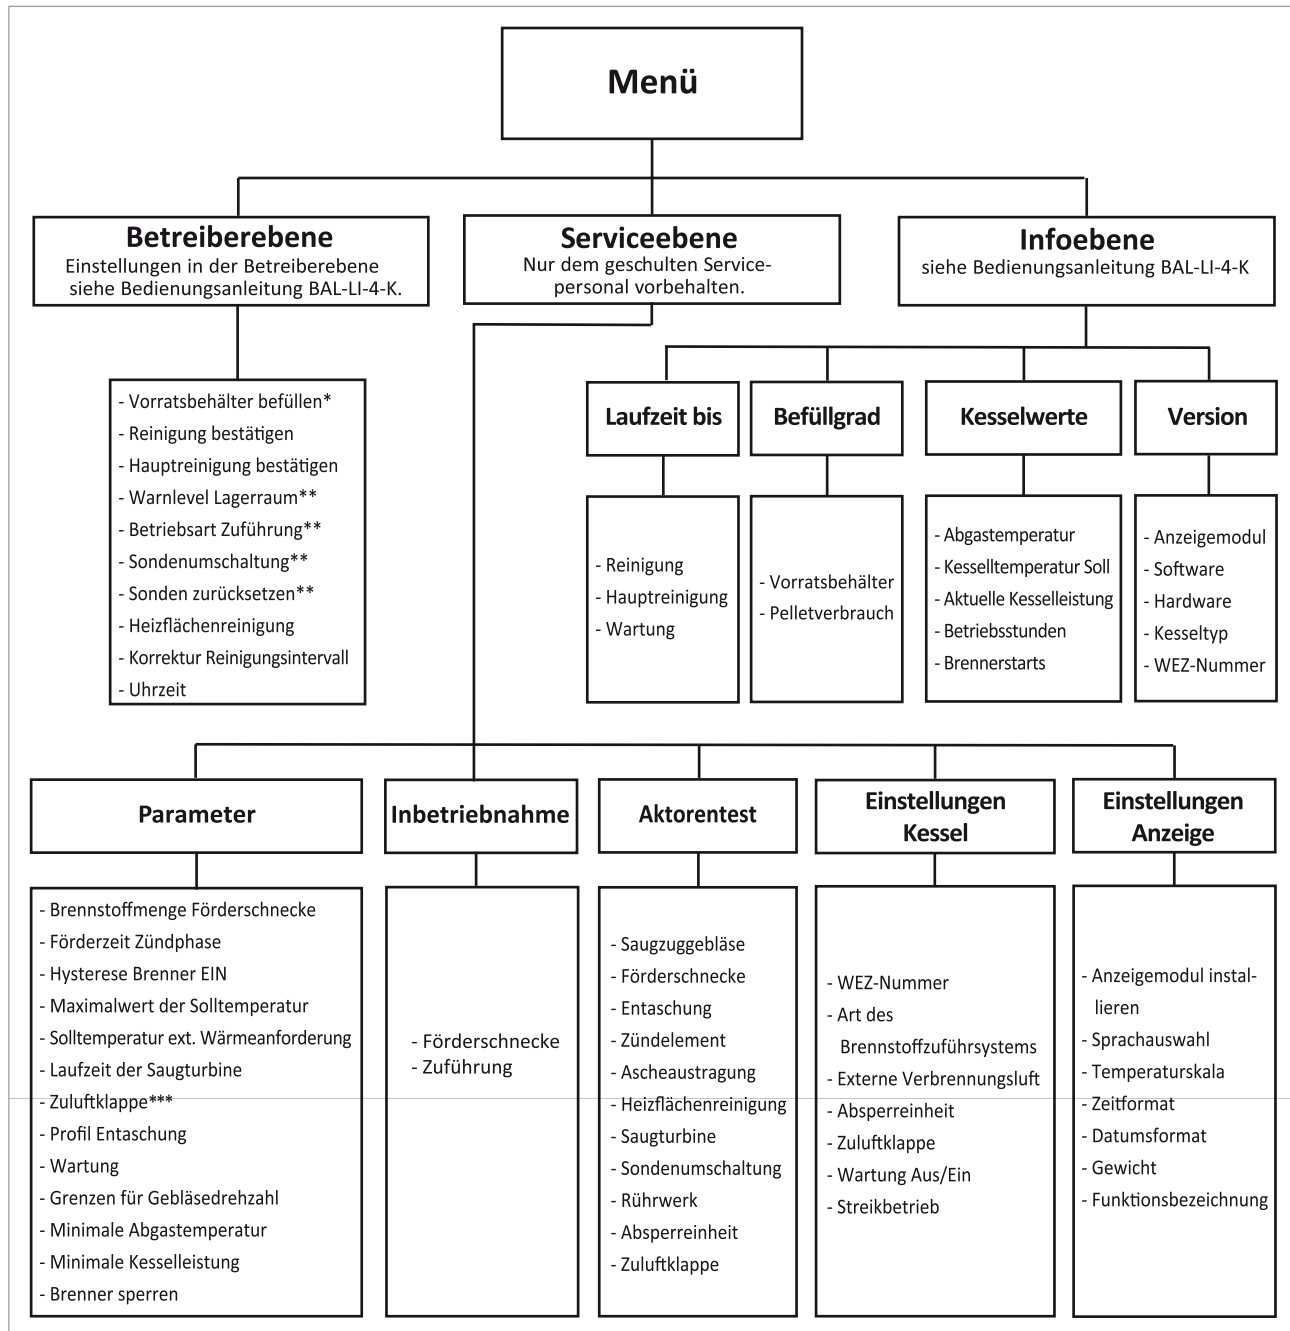 Menü
Betreiberebene
Einstellungen in der Betreiberebene
siehe Bedienungsanleitung BAL-LI-4-K.
Serviceebene
Nur dem geschulten Service-
personal vorbehalten.
Infoebene
siehe Bedienungsanleitung BAL-LI-4-K
- Vorratsbehälter befüllen*
- Reinigung bestätigen
- Hauptreinigung bestätigen
- Warnlevel Lagerraum**
- Betriebsart Zuführung**
- Sondenumschaltung**
- Sonden zurücksetzen**
- Heizflächenreinigung
- Korrektur Reinigungsintervall
- Uhrzeit
Laufzeit bis
- Reinigung
- Hauptreinigung
- Wartung
Befüllgrad
- Vorratsbehälter
- Pelletverbrauch
Kesselwerte
- Abgastemperatur
- Kesselltemperatur Soll
- Aktuelle Kesselleistung
- Betriebsstunden
- Brennerstarts
Version
- Anzeigemodul
- Software
- Hardware
- Kesseltyp
- WEZ-Nummer
Parameter
- Brennstoffmenge Förderschnecke
- Förderzeit Zündphase
- Hysterese Brenner EIN
- Maximalwert der Solltemperatur
- Solltemperatur ext. Wärmeanforderung
- Laufzeit der Saugturbine
- Zuluftklappe***
- Profil Entaschung
- Wartung
- Grenzen für Gebläsedrehzahl
- Minimale Abgastemperatur
- Minimale Kesselleistung
- Brenner sperren
Inbetriebnahme
- Förderschnecke
- Zuführung
Aktorentest
- Saugzuggebläse
- Förderschnecke
- Entaschung
- Zündelement
- Ascheaustragung
- Heizflächenreinigung
- Saugturbine
- Sondenumschaltung
- Rührwerk
- Absperreinheit
- Zuluftklappe
Einstellungen
Kessel
- WEZ-Nummer
- Art des
Brennstoffzuführsystems
- Externe Verbrennungsluft
- Absperreinheit
- Zuluftklappe
- Wartung Aus/Ein
- Streikbetrieb
Einstellungen
Anzeige
- Anzeigemodul instal-
lieren
- Sprachauswahl
- Temperaturskala
- Zeitformat
- Datumsformat
- Gewicht
- Funktionsbezeichnung